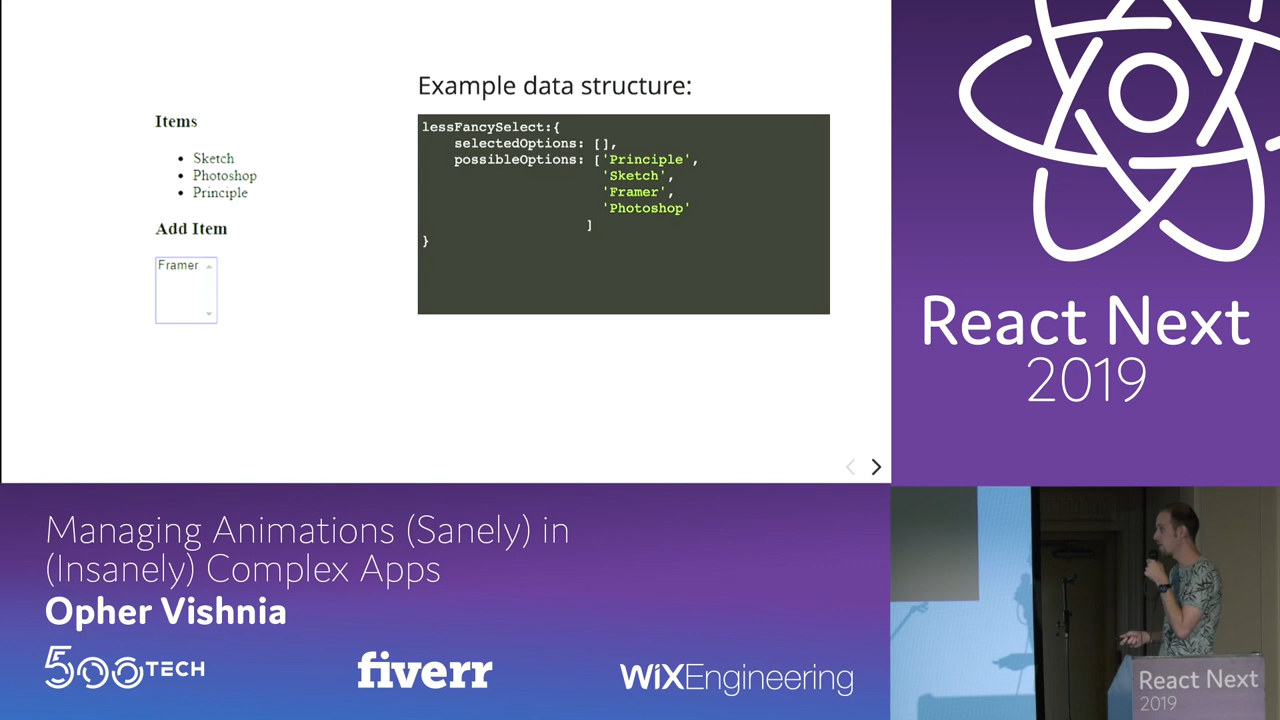 Items
Sketch
Photoshop
Principle
Add Item
Framer
Example data structure:
lessFancySelect:{
selectedOptions: [],
possibleOptions: ['Principle',
'Sketch',
'Framer',
'Photoshop'
]
}
React Next
2019
Managing Animations (Sanely) in
(Insanely) Complex Apps
Opher Vishnia
500TECH
fiverr
WiXEngineering
React Next
2019